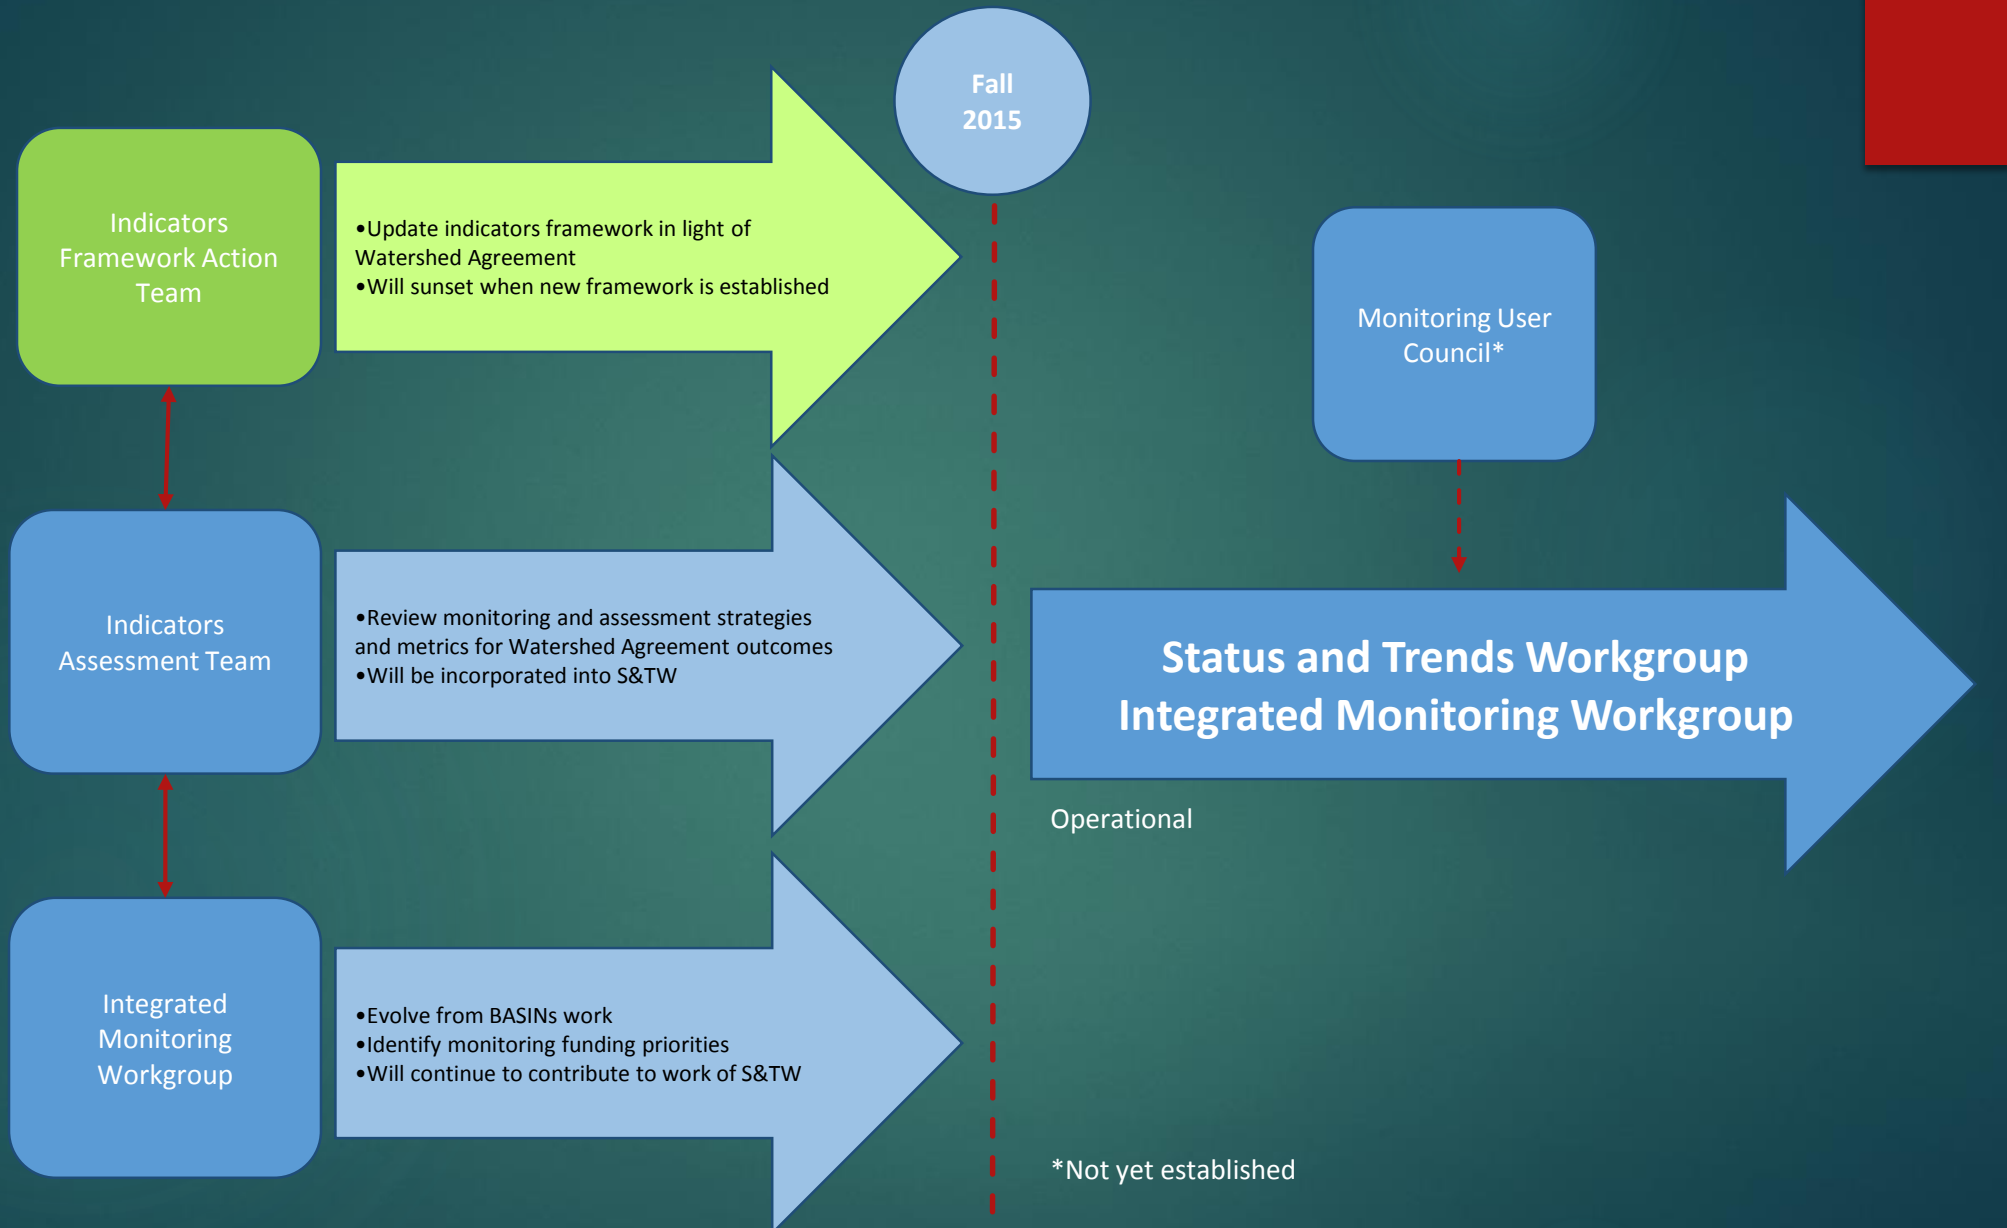 Fall
2015
Indicators
Framework Action
Team
•Update indicators framework in light of
Watershed Agreement
•Will sunset when new framework is established
Monitoring User
Council*
Indicators
Assessment Team
•Review monitoring and assessment strategies
and metrics for Watershed Agreement outcomes
•Will be incorporated into S&TW
Status and Trends Workgroup
Integrated Monitoring Workgroup
Operational
Integrated
Monitoring
Workgroup
•Evolve from BASINs work
•Identify monitoring funding priorities
•Will continue to contribute to work of S&TW
*Not yet established